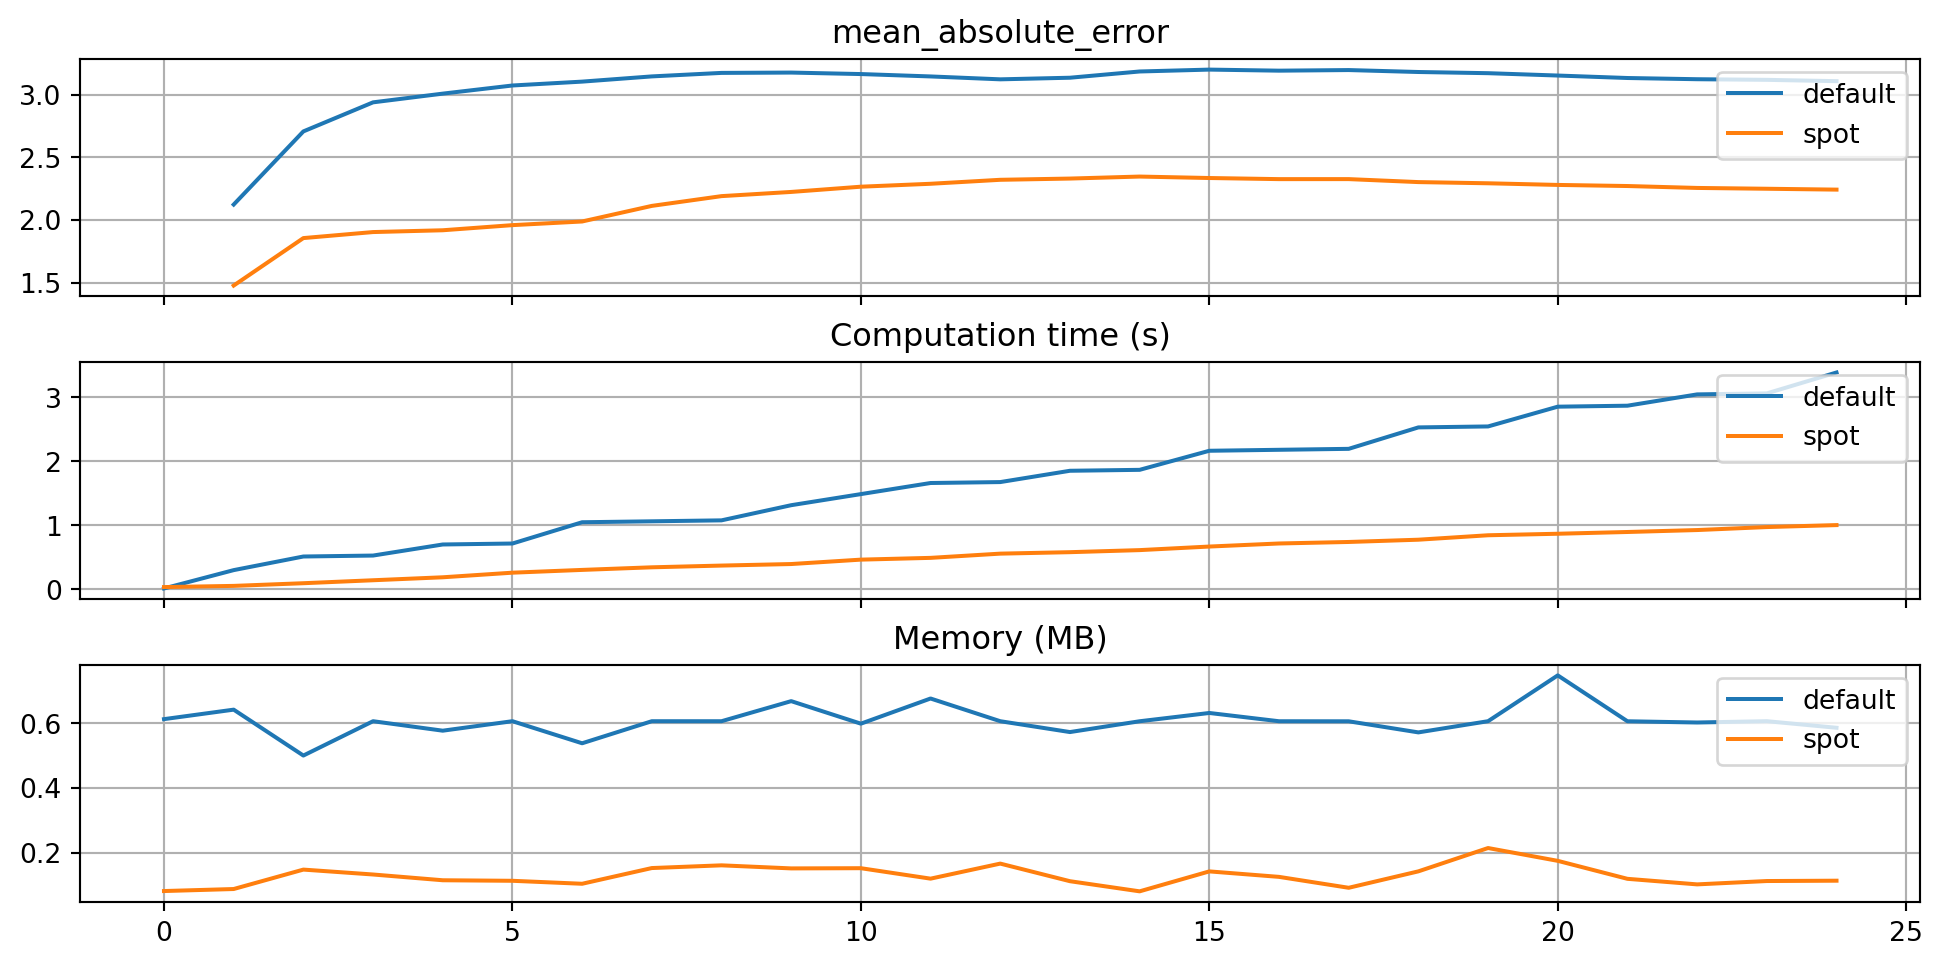 mean_absolute_error
3.0
2.5
2.0
1.5
default
spot
Computation time (s)
3
2
1
0
default
spot
Memory (MB)
0.6
0.4
0.2
default
spot
0 5 10 15 20 25